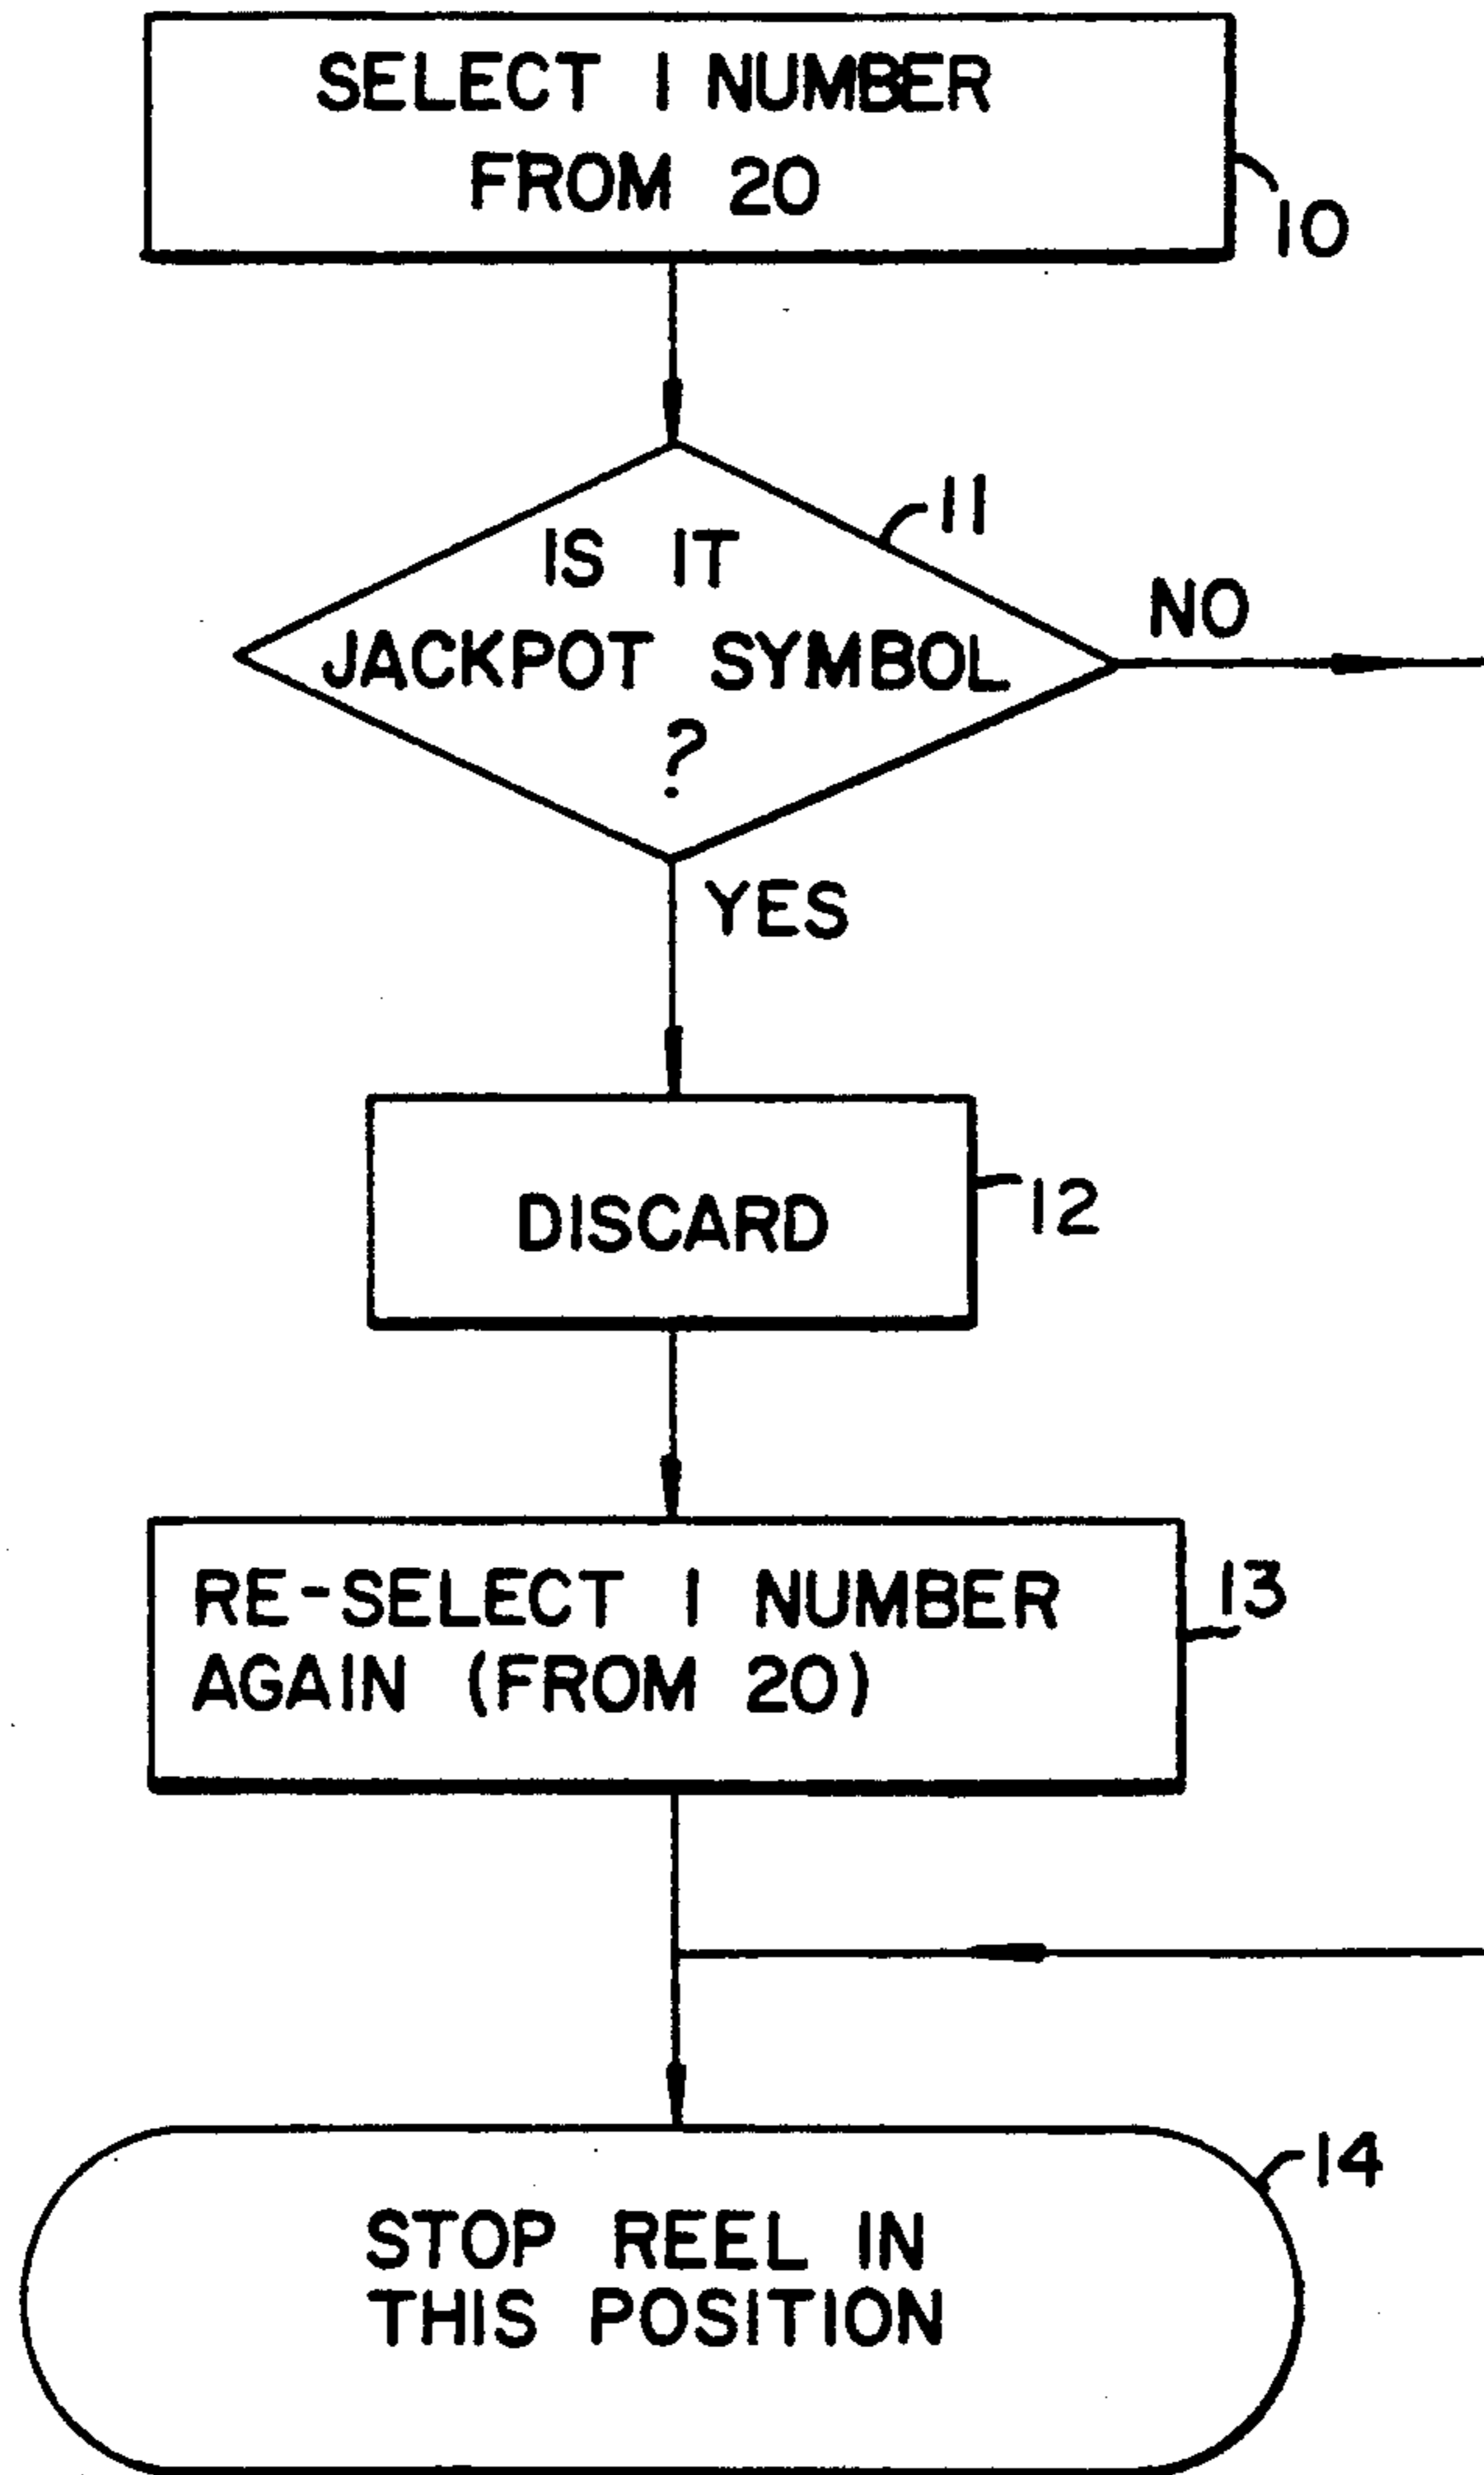 SELECT 1 NUMBER
FROM 20
10
11
IS IT
JACKPOT SYMBOL
?
NO
YES
DISCARD
12
RE-SELECT 1 NUMBER
AGAIN (FROM 20)
13
14
STOP REEL IN
THIS POSITION